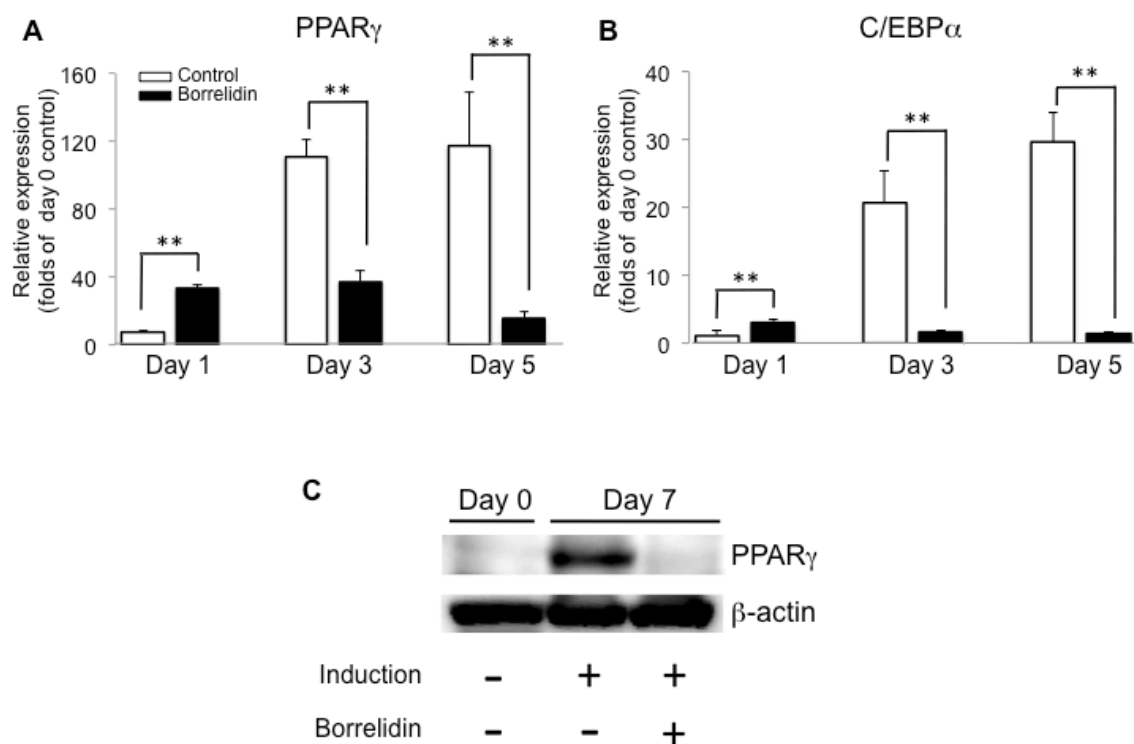 A
PPARγ
Relative expression
(folds of day 0 control)
160
120
80
40
0
Control
Borrelidin
**
**
**
Day 1
Day 3
Day 5
B
C/EBPα
Relative expression
(folds of day 0 control)
40
30
20
10
0
**
**
**
Day 1
Day 3
Day 5
C
Day 0 Day 7
PPARγ
β-actin
Induction - + +
Borrelidin - - +